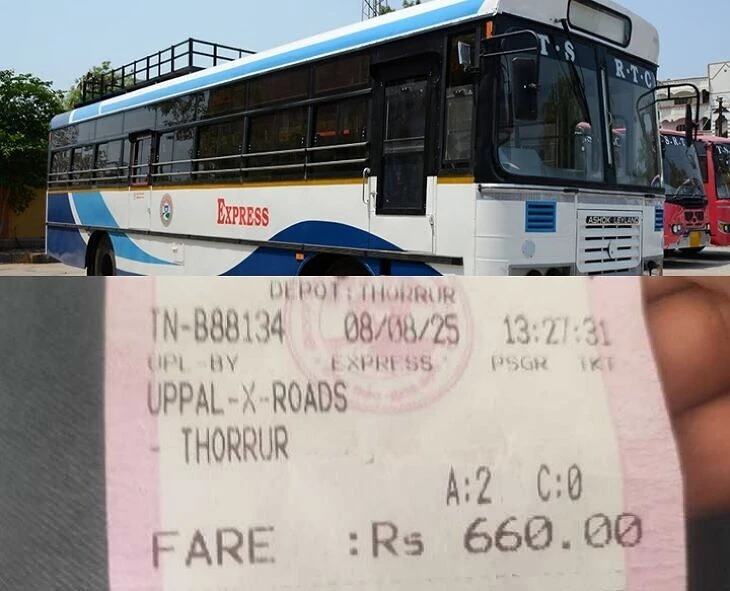 T·S R·T·C
S.R.T
T.S
EXPRESS
ASHOK LEYLAND
DEPOT:THORRUR
TN-B88134 08/08/25 13:27:31
UPL-BY EXPRESS PSGR TKT
UPPAL-X-ROADS
THORRUR
A:2 C:0
FARE :Rs 660.00